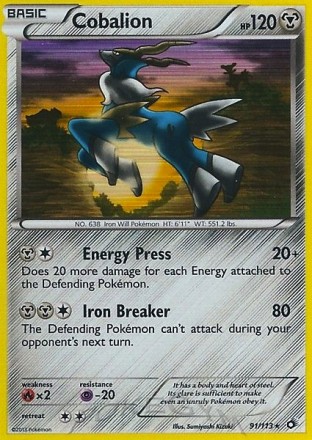 BASIC
Cobalion
HP120
NO. 638 Iron Will Pokémon HT: 6'11" WT: 551.2 lbs.
Energy Press 20+
Does 20 more damage for each Energy attached to
the Defending Pokémon.
Iron Breaker 80
The Defending Pokémon can't attack during your
opponent's next turn.
weakness
×2
resistance
-20
retreat
It has a body and heart of steel.
Its glare is sufficient to make
even an unruly Pokémon obey it.
Illus. Sumiyoshi Kizuki
91/113
©2013 Pokémon